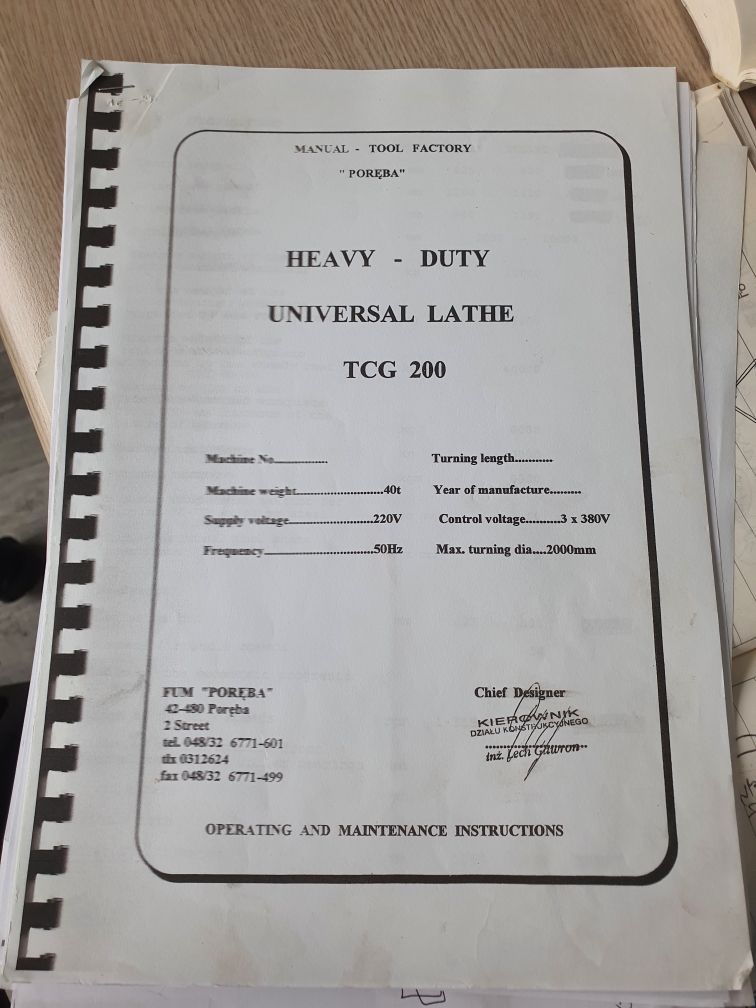 MANUAL - TOOL FACTORY
" PORĘBA"
HEAVY - DUTY
UNIVERSAL LATHE
TCG 200
Machine No................ Turning length...........
Machine weight..........................40t Year of manufacture.........
Supply voltage.........................220V Control voltage..........3 x 380V
Frequency................................50Hz Max. turning dia....2000mm
FUM "PORĘBA"
42-480 Poręba
2 Street
tel. 048/32 6771-601
tlx 0312624
fax 048/32 6771-499
Chief Designer
KIEROWNIK
DZIAŁU KONSTRUKCYJNEGO
inż. Lech Gawron
OPERATING AND MAINTENANCE INSTRUCTIONS